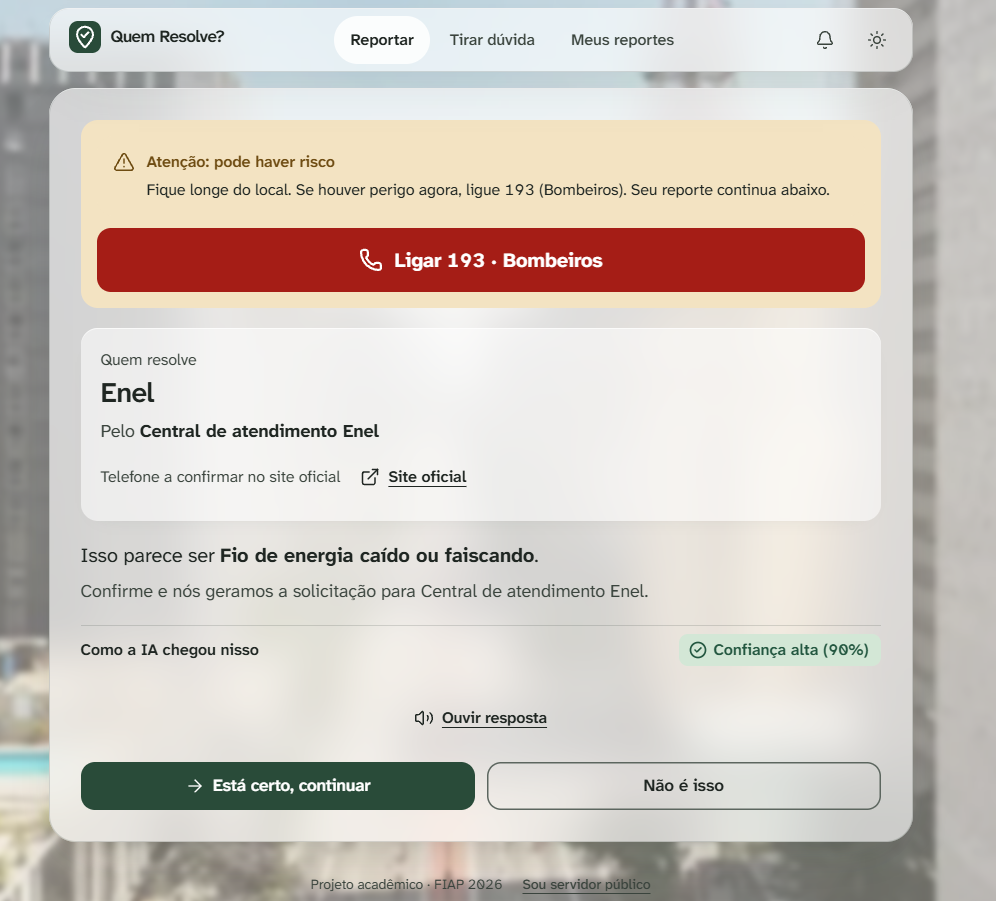 Quem Resolve?
Reportar
Tirar dúvida
Meus reportes
Atenção: pode haver risco
Fique longe do local. Se houver perigo agora, ligue 193 (Bombeiros). Seu reporte continua abaixo.
Ligar 193 · Bombeiros
Quem resolve
Enel
Pelo Central de atendimento Enel
Telefone a confirmar no site oficial Site oficial
Isso parece ser Fio de energia caído ou faiscando.
Confirme e nós geramos a solicitação para Central de atendimento Enel.
Como a IA chegou nisso
Confiança alta (90%)
Ouvir resposta
Está certo, continuar
Não é isso
Projeto acadêmico · FIAP 2026 Sou servidor público